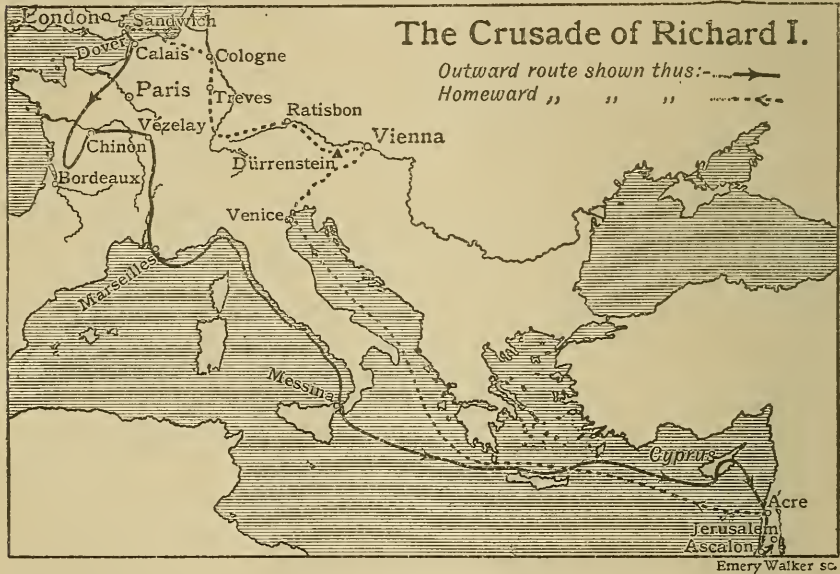 The Crusade of Richard I.
Outward route shown thus:-
Homeward „ „ „
London
Sandwich
Dover
Calais
Cologne
Paris
Treves
Ratisbon
Vézelay
Vienna
Chinon
Dürrenstein
Bordeaux
Venice
Marseilles
Messina
Cyprus
Acre
Jerusalem
Ascalon
Emery Walker sc.